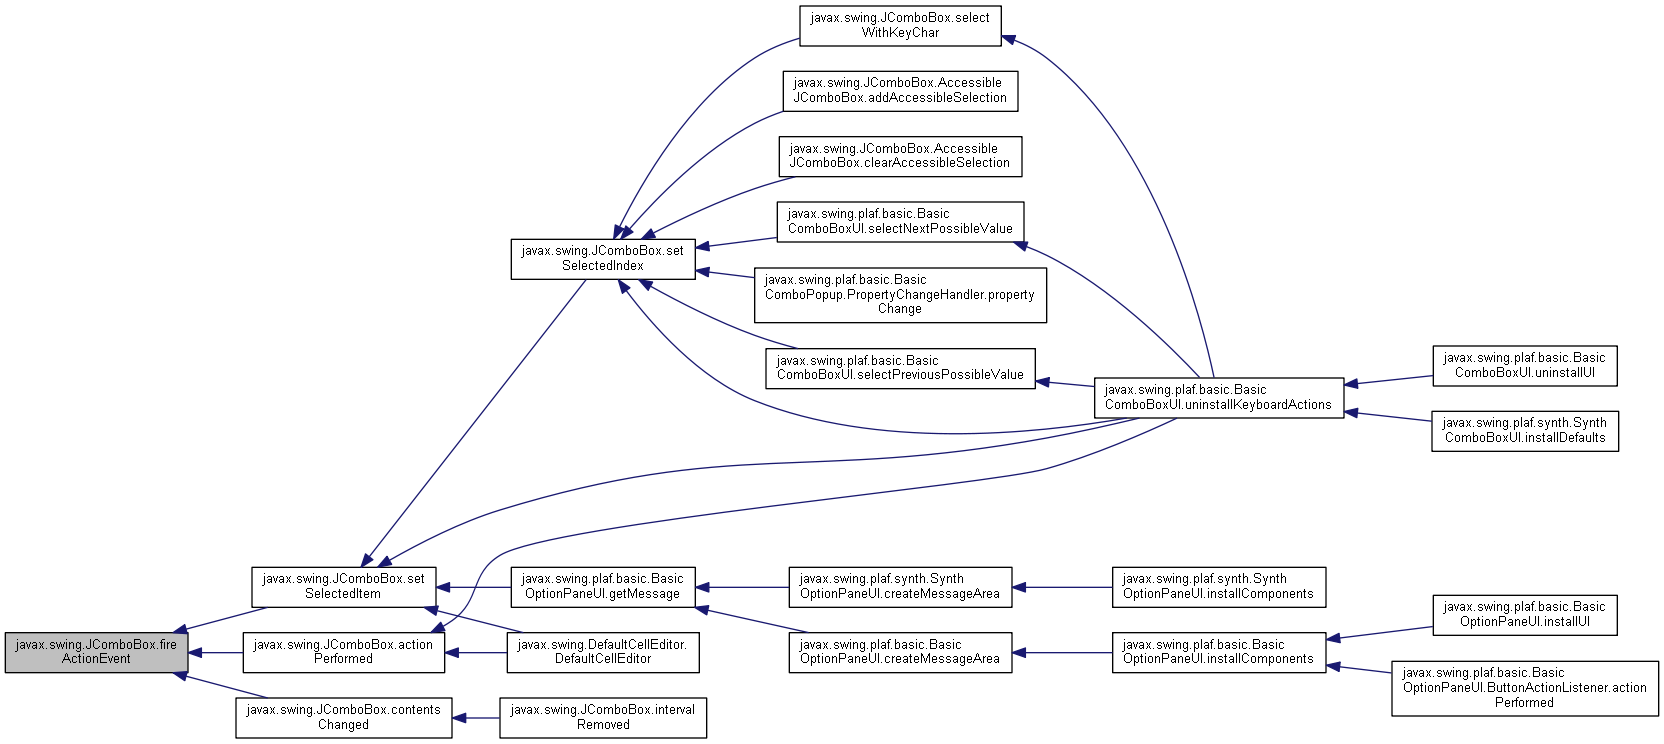 javax.swing.JComboBox.select
WithKeyChar
javax.swing.JComboBox.Accessible
JComboBox.addAccessibleSelection
javax.swing.JComboBox.Accessible
JComboBox.clearAccessibleSelection
javax.swing.plaf.basic.Basic
ComboBoxUI.selectNextPossibleValue
javax.swing.JComboBox.set
SelectedIndex
javax.swing.plaf.basic.Basic
ComboPopup.PropertyChangeHandler.property
Change
javax.swing.plaf.basic.Basic
ComboBoxUI.selectPreviousPossibleValue
javax.swing.plaf.basic.Basic
ComboBoxUI.uninstallKeyboardActions
javax.swing.plaf.basic.Basic
ComboBoxUI.uninstallUI
javax.swing.plaf.synth.Synth
ComboBoxUI.installDefaults
javax.swing.JComboBox.set
SelectedItem
javax.swing.plaf.basic.Basic
OptionPaneUI.getMessage
javax.swing.plaf.synth.Synth
OptionPaneUI.createMessageArea
javax.swing.plaf.synth.Synth
OptionPaneUI.installComponents
javax.swing.JComboBox.fire
ActionEvent
javax.swing.JComboBox.action
Performed
javax.swing.DefaultCellEditor.
DefaultCellEditor
javax.swing.plaf.basic.Basic
OptionPaneUI.createMessageArea
javax.swing.plaf.basic.Basic
OptionPaneUI.installComponents
javax.swing.plaf.basic.Basic
OptionPaneUI.installUI
javax.swing.plaf.basic.Basic
OptionPaneUI.ButtonActionListener.action
Performed
javax.swing.JComboBox.contents
Changed
javax.swing.JComboBox.interval
Removed